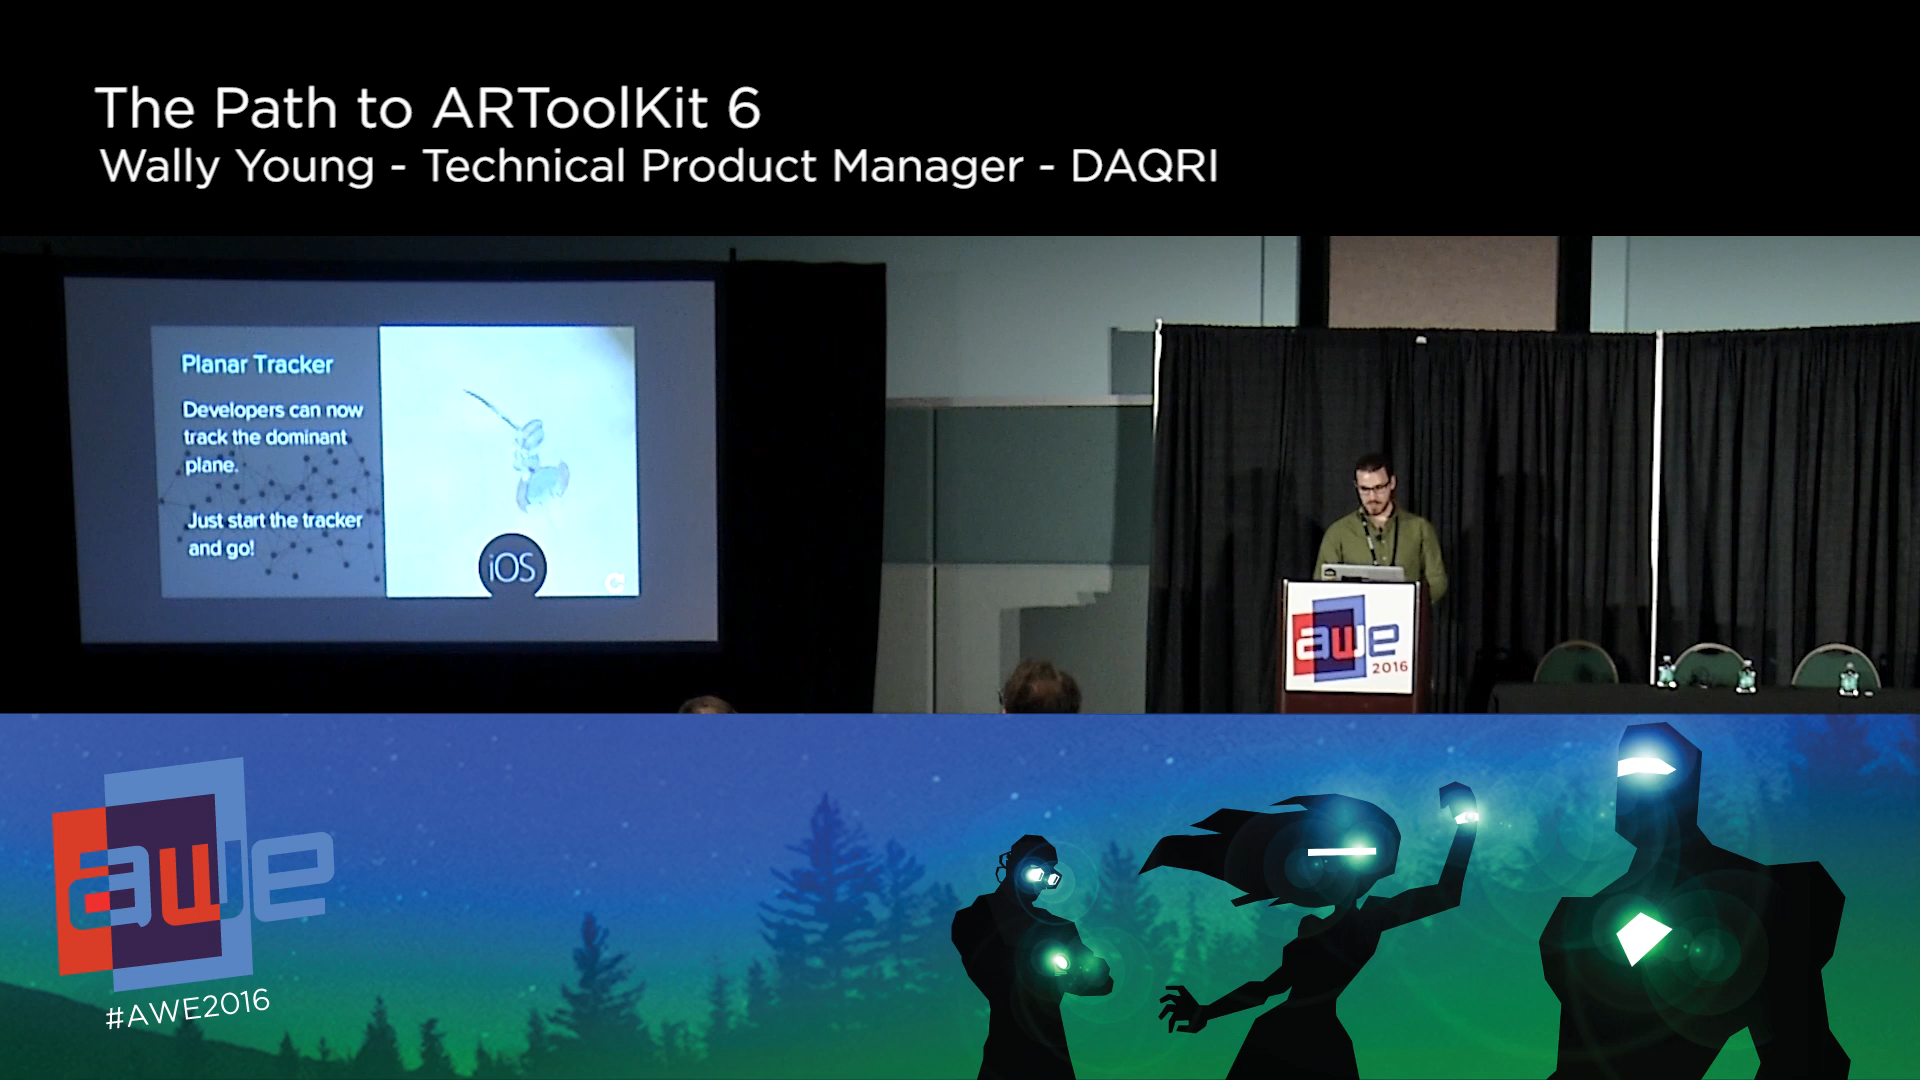 The Path to ARToolKit 6
Wally Young - Technical Product Manager - DAQRI
Planar Tracker
Developers can now
track the dominant
plane.
Just start the tracker
and go!
iOS
awe
2016
awe
#AWE2016